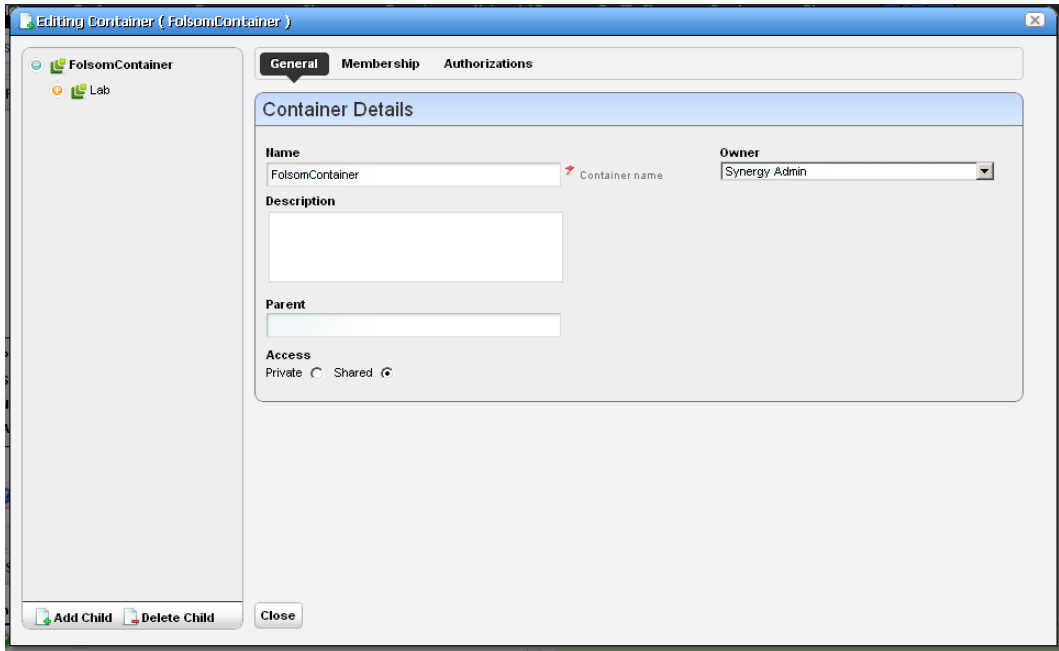 Editing Container ( FolsomContainer )
FolsomContainer
Lab
General Membership Authorizations
Container Details
Name
Owner
FolsomContainer
Container name
Synergy Admin
Description
Parent
Access
Private Shared
Add Child Delete Child
Close